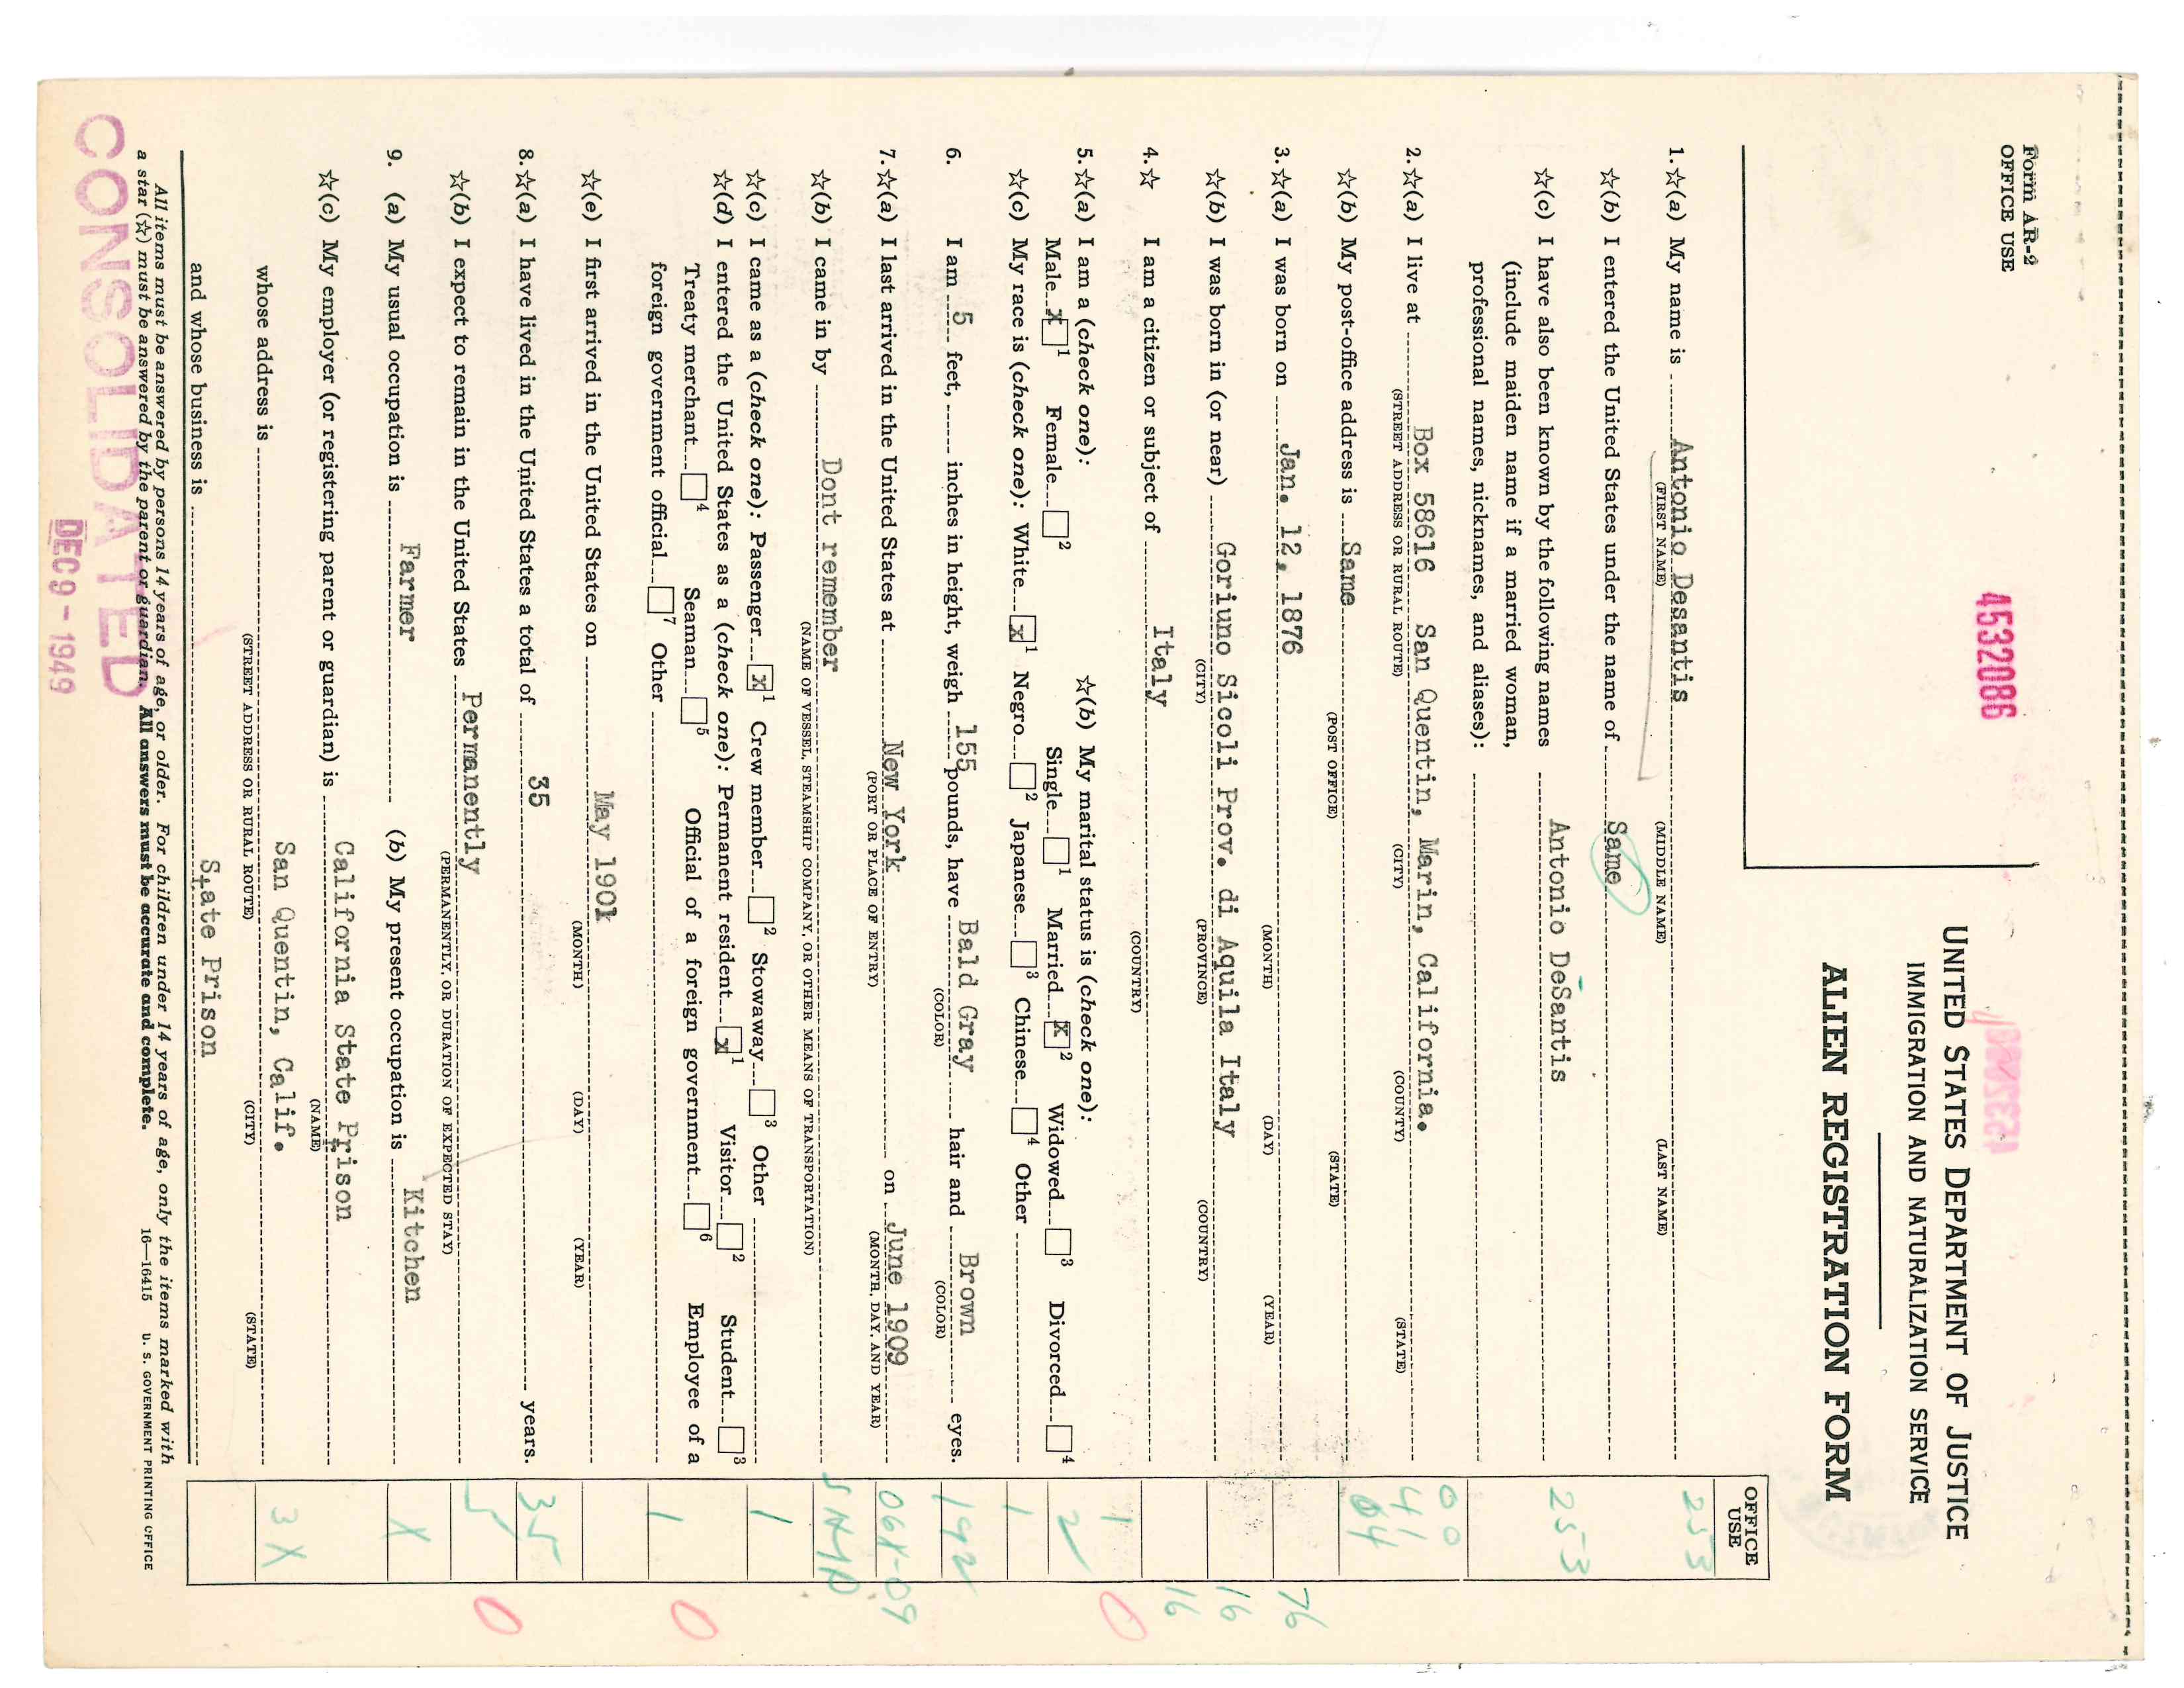 Form AR-2
OFFICE USE
4532086
UNITED STATES DEPARTMENT OF JUSTICE
IMMIGRATION AND NATURALIZATION SERVICE
ALIEN REGISTRATION FORM
OFFICE
USE
1.☆(a) My name is Antonio Desantis 253
(FIRST NAME) (MIDDLE NAME) (LAST NAME)
☆(b) I entered the United States under the name of Same
☆(c) I have also been known by the following names Antonio DeSantis 253
(include maiden name if a married woman,
professional names, nicknames, and aliases):
00
2.☆(a) I live at Box 58616 San Quentin, Marin, California. 41
(STREET ADDRESS OR RURAL ROUTE) (CITY) (COUNTY) (STATE)
☆(b) My post-office address is Same 04
(POST OFFICE) (STATE)
3.☆(a) I was born on Jan. 12, 1876 76
(MONTH) (DAY) (YEAR)
☆(b) I was born in (or near) Goriuno Sicoli Prov. di Aquila Italy 16
(CITY) (PROVINCE) (COUNTRY)
4.☆ I am a citizen or subject of Italy 16
(COUNTRY)
5.☆(a) I am a (check one): ☆(b) My marital status is (check one): 1 0
Male X 1 Female 2 Single 1 Married X 2 Widowed 3 Divorced 4 2
☆(c) My race is (check one): White X 1 Negro 2 Japanese 3 Chinese 4 Other 1
6. I am 5 feet, inches in height, weigh 155 pounds, have Bald Gray hair and Brown eyes. 192
(COLOR) (COLOR)
7.☆(a) I last arrived in the United States at New York on June 1909 06X-09
(PORT OR PLACE OF ENTRY) (MONTH, DAY, AND YEAR)
☆(b) I came in by Dont remember SHIP
(NAME OF VESSEL, STEAMSHIP COMPANY, OR OTHER MEANS OF TRANSPORTATION)
☆(c) I came as a (check one): Passenger X 1 Crew member 2 Stowaway 3 Other 1
☆(d) I entered the United States as a (check one): Permanent resident X 1 Visitor 2 Student 3
Treaty merchant 4 Seaman 5 Official of a foreign government 6 Employee of a 0
foreign government official 7 Other 1
☆(e) I first arrived in the United States on May 1901
(MONTH) (DAY) (YEAR)
8.☆(a) I have lived in the United States a total of 35 years. 35
☆(b) I expect to remain in the United States Permanently 5 0
(PERMANENTLY, OR DURATION OF EXPECTED STAY)
9. (a) My usual occupation is Farmer (b) My present occupation is Kitchen X
☆(c) My employer (or registering parent or guardian) is California State Prison
(NAME)
whose address is San Quentin, Calif. 3X
(STREET ADDRESS OR RURAL ROUTE) (CITY) (STATE)
and whose business is State Prison
All items must be answered by persons 14 years of age, or older. For children under 14 years of age, only the items marked with
a star (☆) must be answered by the parent or guardian. All answers must be accurate and complete. 16—16415 U. S. GOVERNMENT PRINTING OFFICE
CONSOLIDATED
DEC 9 - 1949